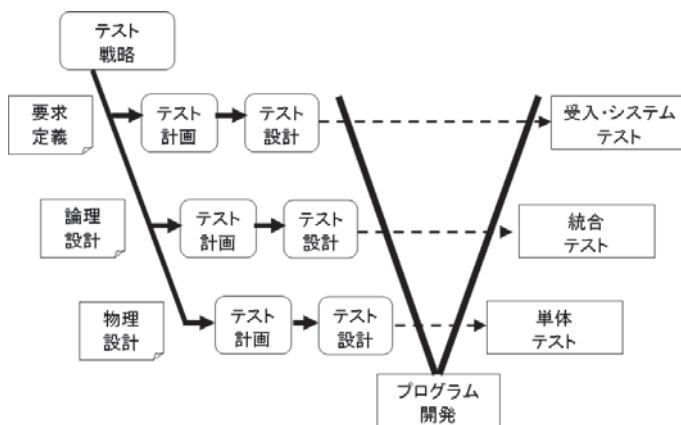 テスト
戦略
要求
定義
テスト
計画
テスト
設計
受入・システム
テスト
論理
設計
テスト
計画
テスト
設計
統合
テスト
物理
設計
テスト
計画
テスト
設計
単体
テスト
プログラム
開発